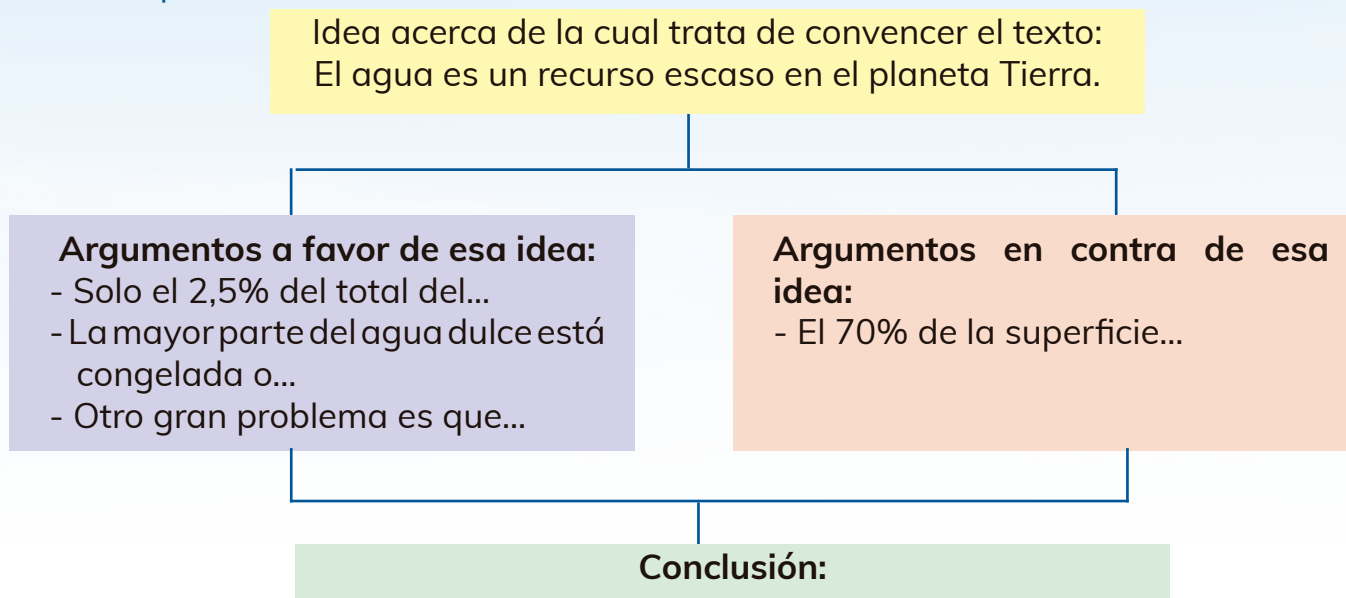 Idea acerca de la cual trata de convencer el texto:
El agua es un recurso escaso en el planeta Tierra.
Argumentos a favor de esa idea:
- Solo el 2,5% del total del...
- La mayor parte del agua dulce está
congelada o...
- Otro gran problema es que...
Argumentos en contra de esa
idea:
- El 70% de la superficie...
Conclusión: